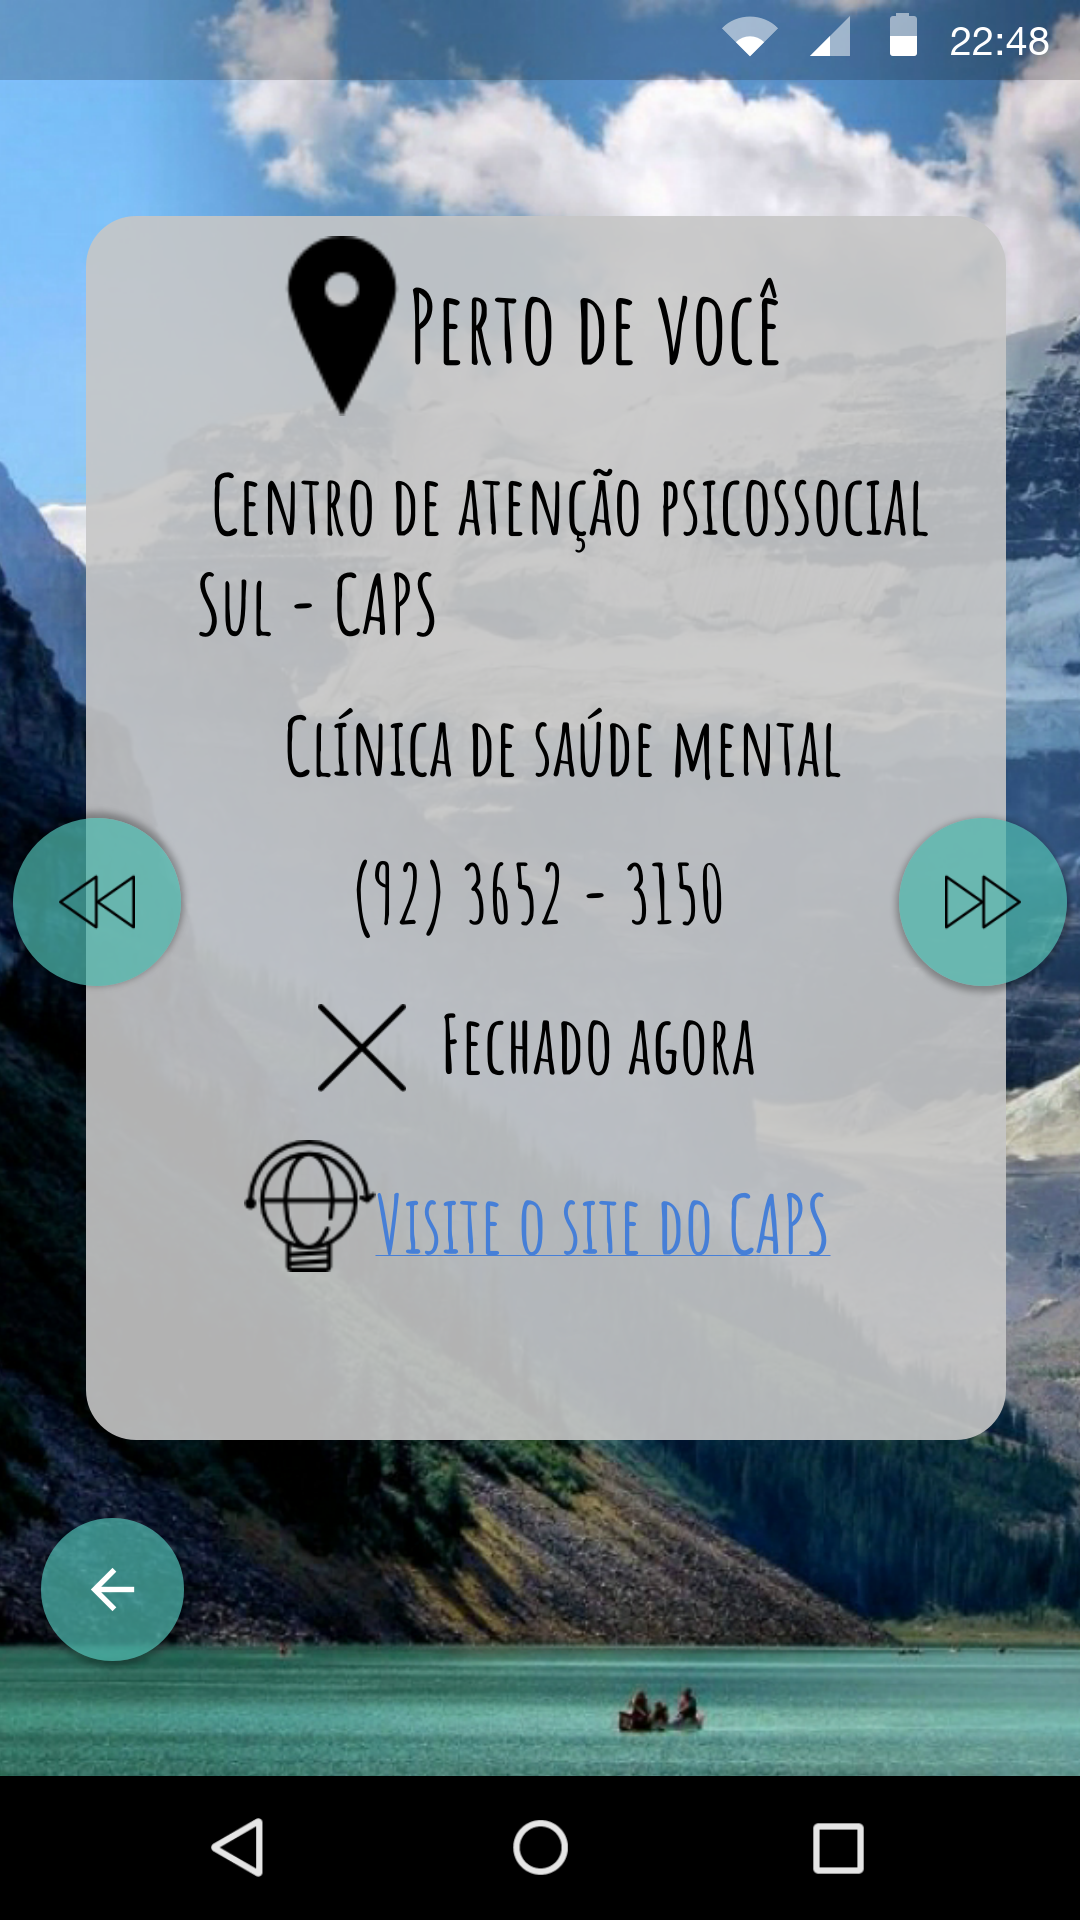 22:48
Perto de você
Centro de atenção psicossocial
Sul - CAPS
Clínica de saúde mental
(92) 3652 - 3150
Fechado agora
Visite o site do CAPS